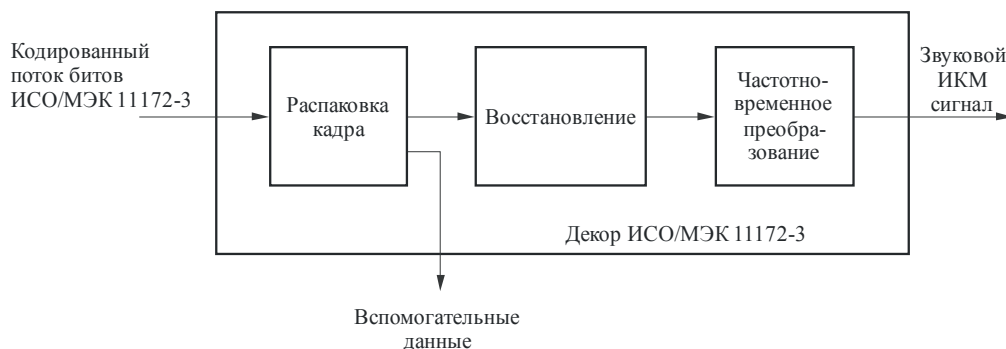 Кодированный
поток битов
ИСО/МЭК 11172-3
Распаковка
кадра
Восстановление
Частотно-
временное
преобра-
зование
Звуковой
ИКМ
сигнал
Декор ИСО/МЭК 11172-3
Вспомогательные
данные